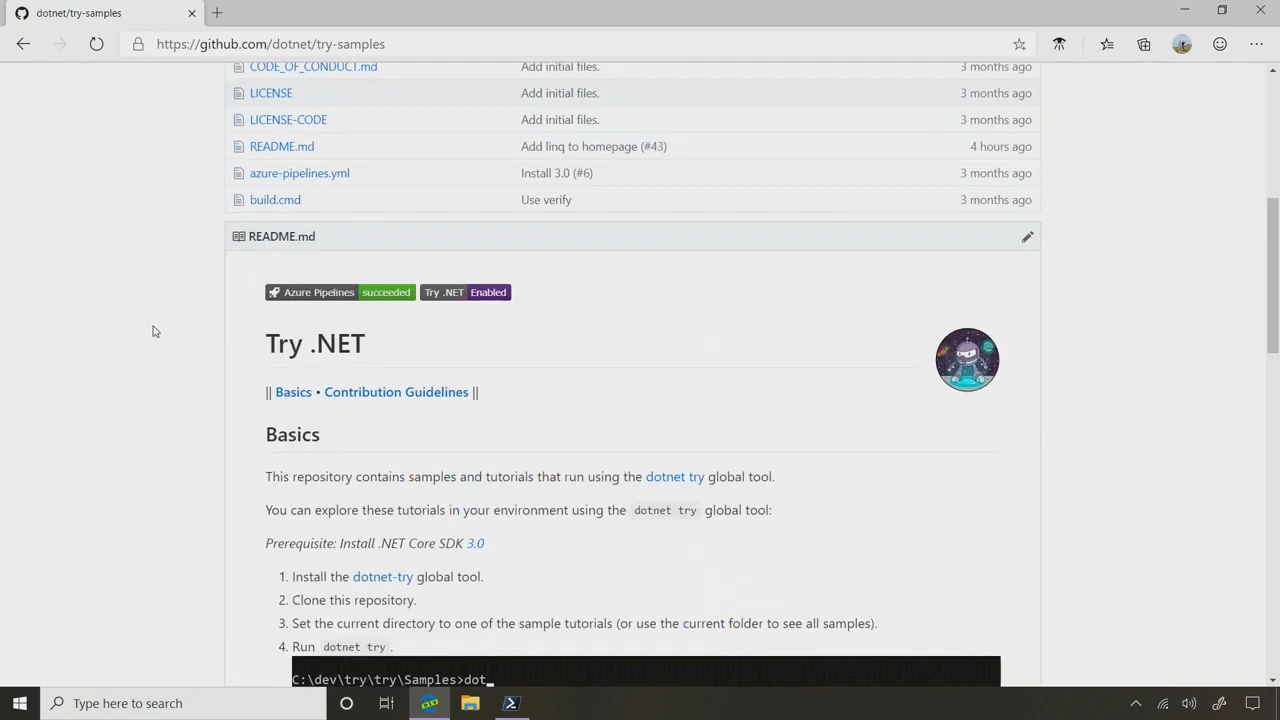 dotnet/try-samples
https://github.com/dotnet/try-samples
CODE_OF_CONDUCT.md Add initial files. 3 months ago
LICENSE Add initial files. 3 months ago
LICENSE-CODE Add initial files. 3 months ago
README.md Add linq to homepage (#43) 4 hours ago
azure-pipelines.yml Install 3.0 (#6) 3 months ago
build.cmd Use verify 3 months ago
README.md
Azure Pipelines succeeded Try .NET Enabled
Try .NET
|| Basics • Contribution Guidelines ||
Basics
This repository contains samples and tutorials that run using the dotnet try global tool.
You can explore these tutorials in your environment using the dotnet try global tool:
Prerequisite: Install .NET Core SDK 3.0
1. Install the dotnet-try global tool.
2. Clone this repository.
3. Set the current directory to one of the sample tutorials (or use the current folder to see all samples).
4. Run dotnet try.
C:\dev\try\try\Samples>dot_
Type here to search